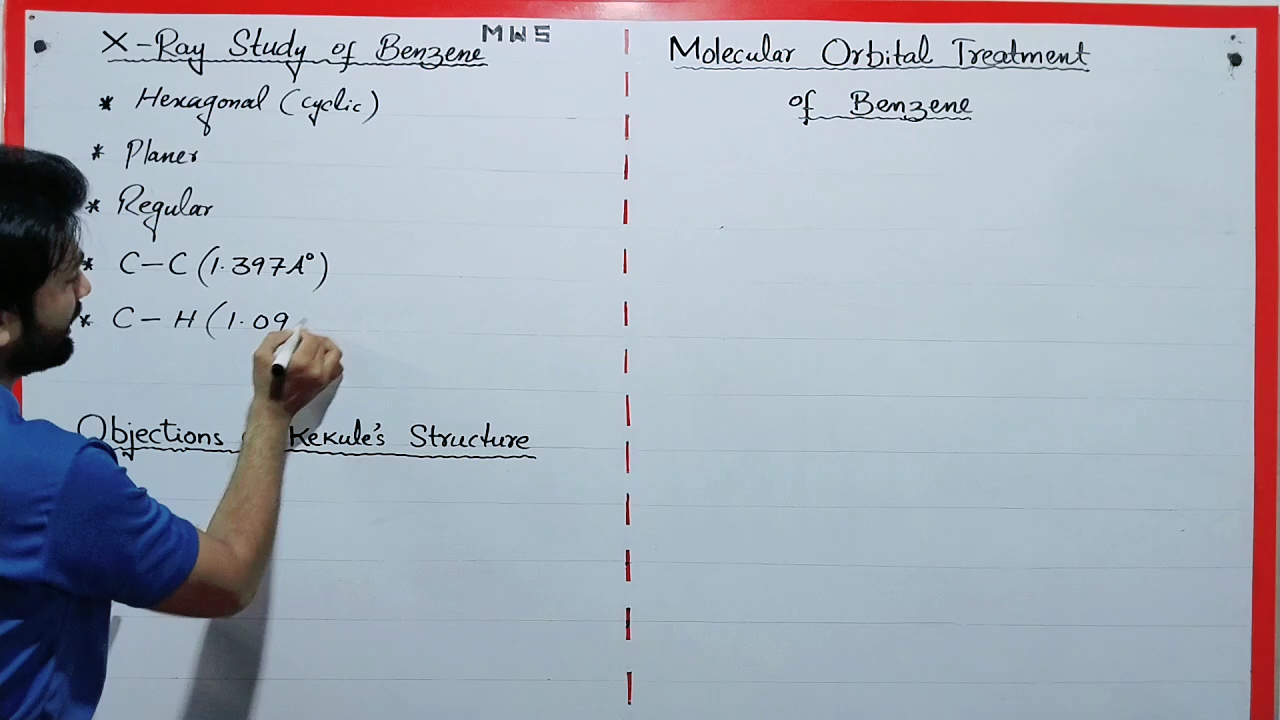 X-Ray Study of Benzene
MWS
* Hexagonal (cyclic)
* Planer
* Regular
* C–C (1.397A°)
* C–H (1.09
Objections Kekule's Structure
Molecular Orbital Treatment
of Benzene